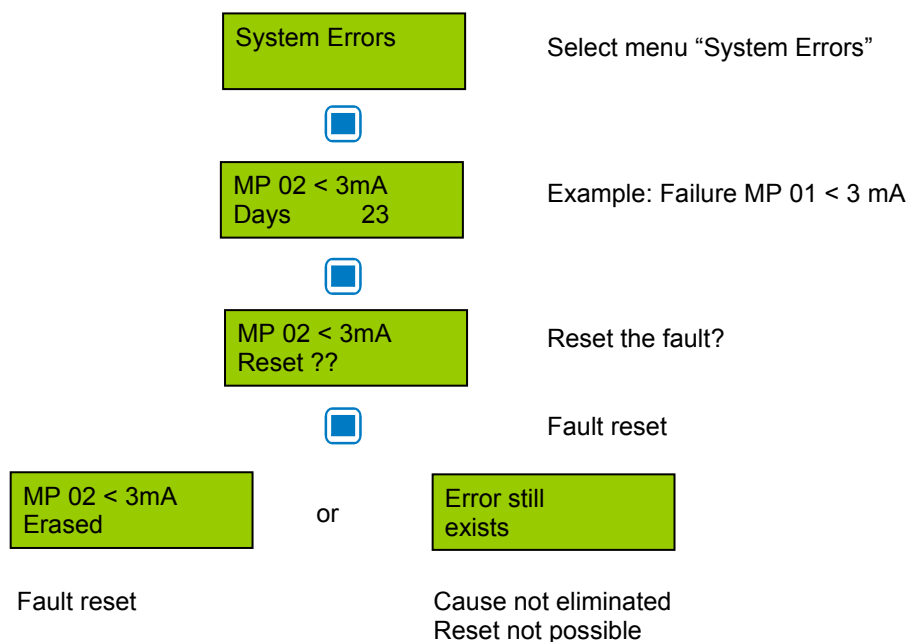 System Errors
Select menu “System Errors”
MP 02 < 3mA
Days 23
Example: Failure MP 01 < 3 mA
MP 02 < 3mA
Reset ??
Reset the fault?
Fault reset
MP 02 < 3mA
Erased
or
Error still
exists
Fault reset
Cause not eliminated
Reset not possible